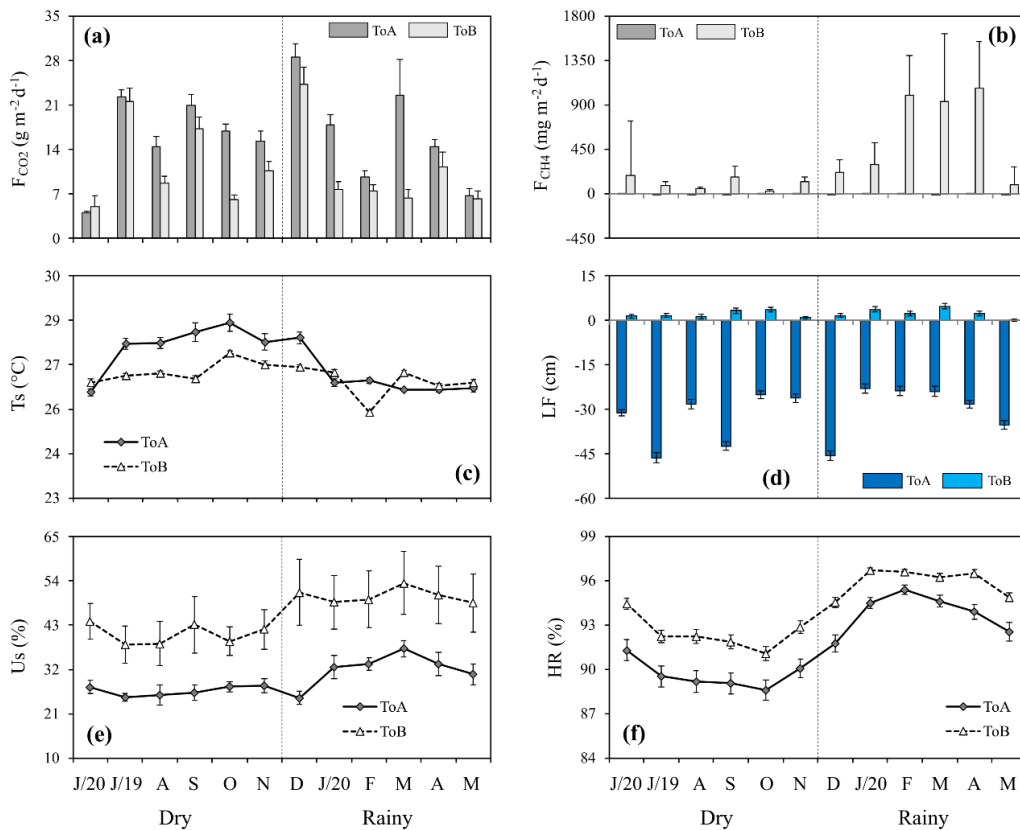 35
28
21
14
7
0
F_CO2 (g m⁻² d⁻¹)
(a)
ToA
ToB
1800
1350
900
450
0
-450
F_CH4 (mg m⁻² d⁻¹)
ToA
ToB
(b)
30
29
27
26
24
23
Ts (°C)
ToA
ToB
(c)
15
0
-15
-30
-45
-60
LF (cm)
(d)
ToA
ToB
65
54
43
32
21
10
Us (%)
(e)
ToA
ToB
J/20 J/19 A S O N D J/20 F M A M
Dry Rainy
99
96
93
90
87
84
HR (%)
(f)
ToA
ToB
J/20 J/19 A S O N D J/20 F M A M
Dry Rainy